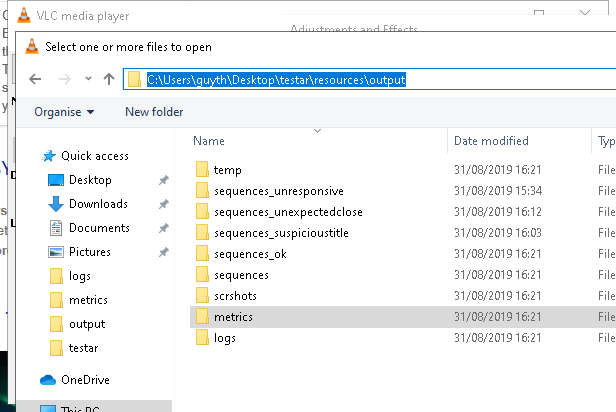 VLC media player
Adjustments and Effects
Select one or more files to open
C:\Users\guyth\Desktop\testar\resources\output
Organise New folder
Name Date modified Typ
Quick access
Desktop
Downloads
Documents
Pictures
logs
metrics
output
testar
OneDrive
This PC
temp 31/08/2019 16:21 File
sequences_unresponsive 31/08/2019 15:34 File
sequences_unexpectedclose 31/08/2019 16:12 File
sequences_suspicioustitle 31/08/2019 16:03 File
sequences_ok 31/08/2019 16:21 File
sequences 31/08/2019 16:21 File
scrshots 31/08/2019 16:21 File
metrics 31/08/2019 16:21 File
logs 31/08/2019 16:21 File